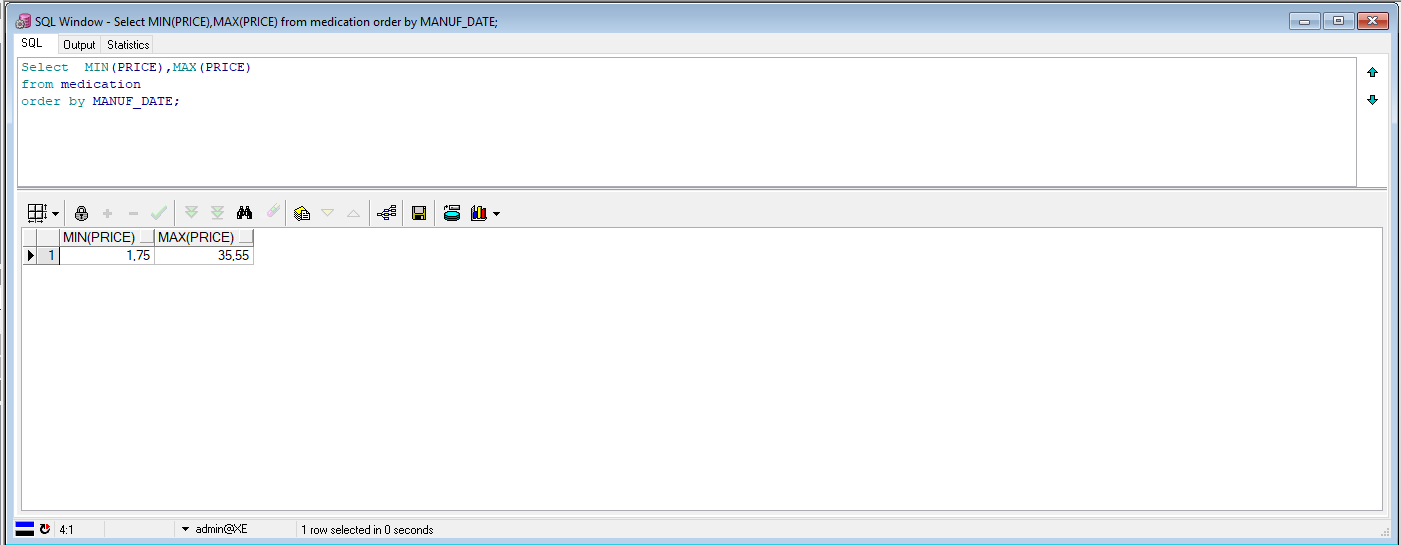 SQL Window - Select MIN(PRICE),MAX(PRICE) from medication order by MANUF_DATE;
SQL Output Statistics
Select  MIN(PRICE),MAX(PRICE)
from medication
order by MANUF_DATE;
MIN(PRICE) MAX(PRICE)
1 1,75 35,55
4:1 admin@XE 1 row selected in 0 seconds